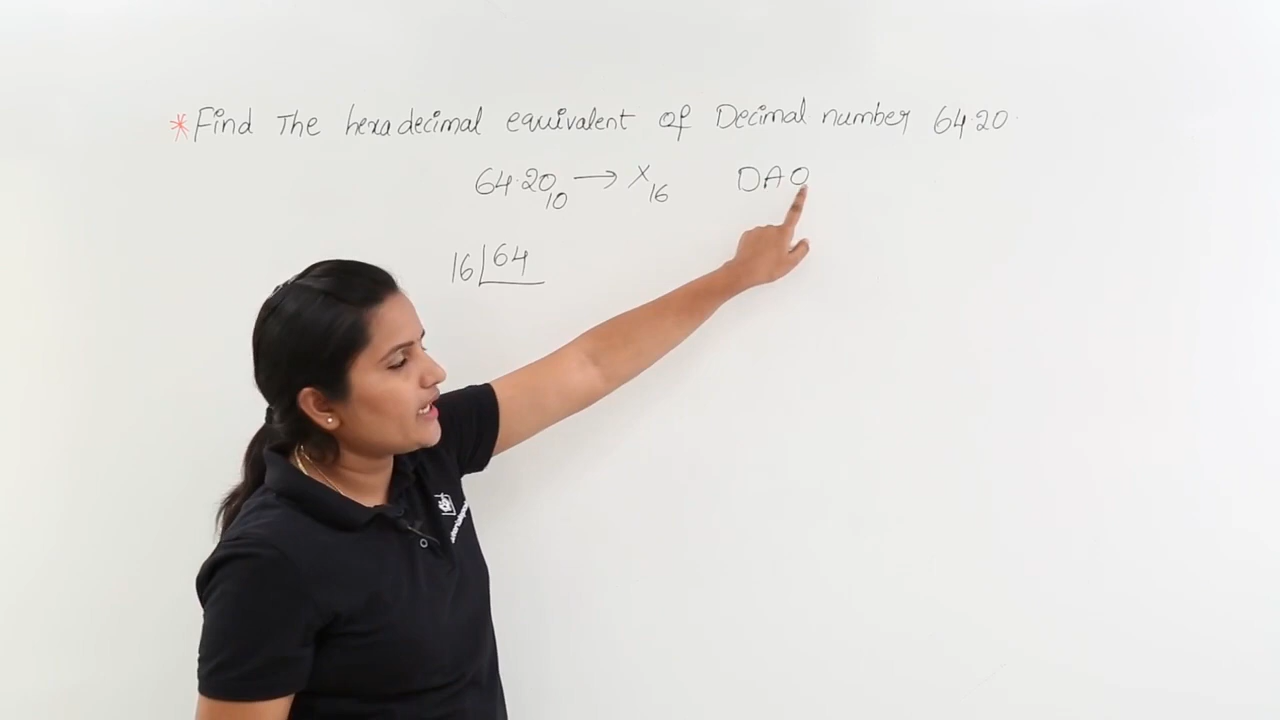 *Find The hexadecimal equivalent of Decimal number 64.20.
64.20₁₀ → X₁₆ DAO
16 64